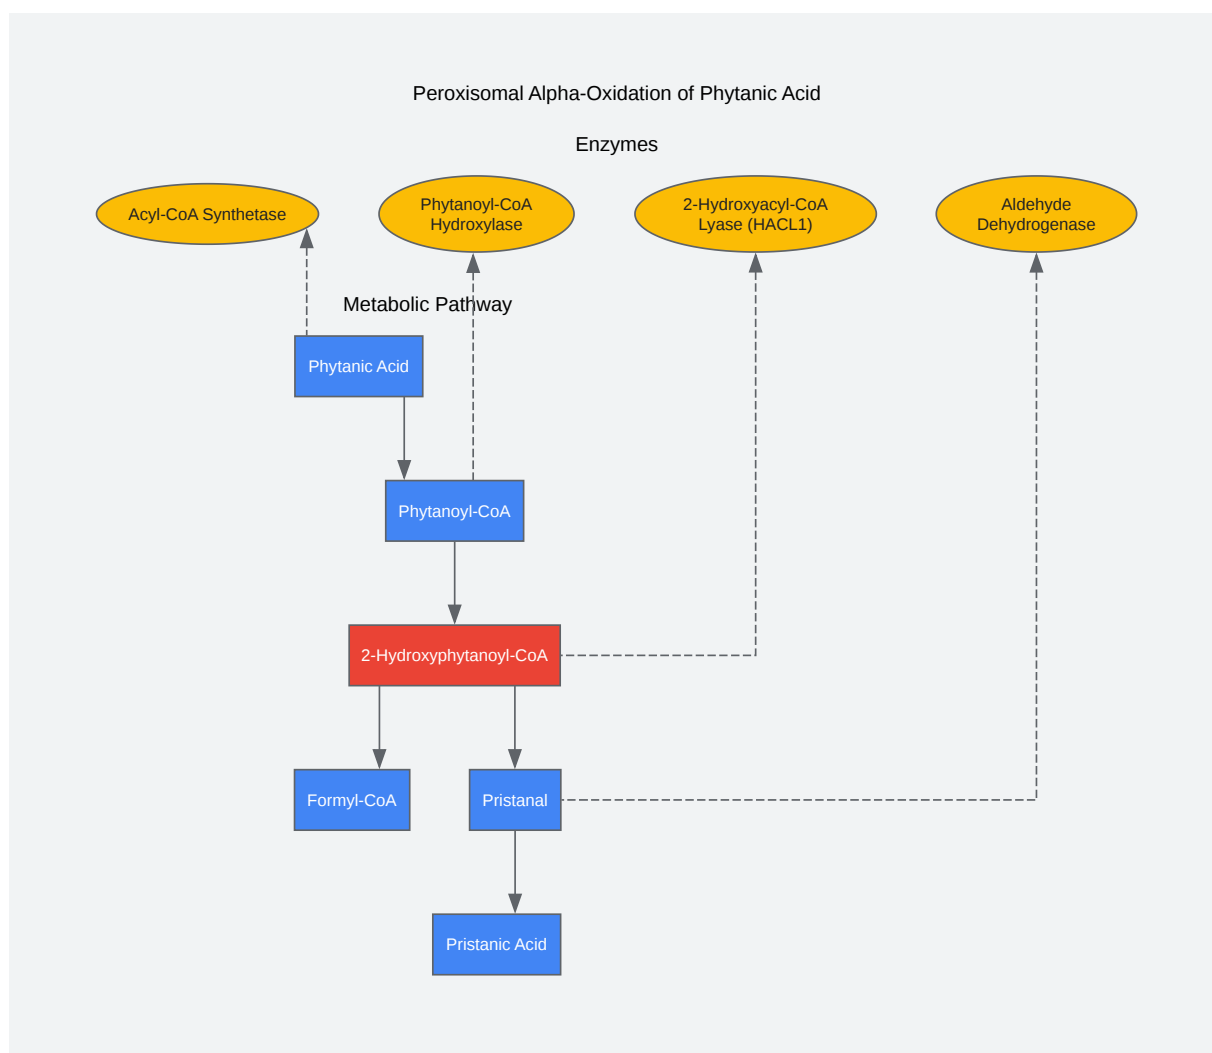 Peroxisomal Alpha-Oxidation of Phytanic Acid
Enzymes
Acyl-CoA Synthetase
Phytanoyl-CoA
Hydroxylase
2-Hydroxyacyl-CoA
Lyase (HACL1)
Aldehyde
Dehydrogenase
Metabolic Pathway
Phytanic Acid
Phytanoyl-CoA
2-Hydroxyphytanoyl-CoA
Formyl-CoA
Pristanal
Pristanic Acid